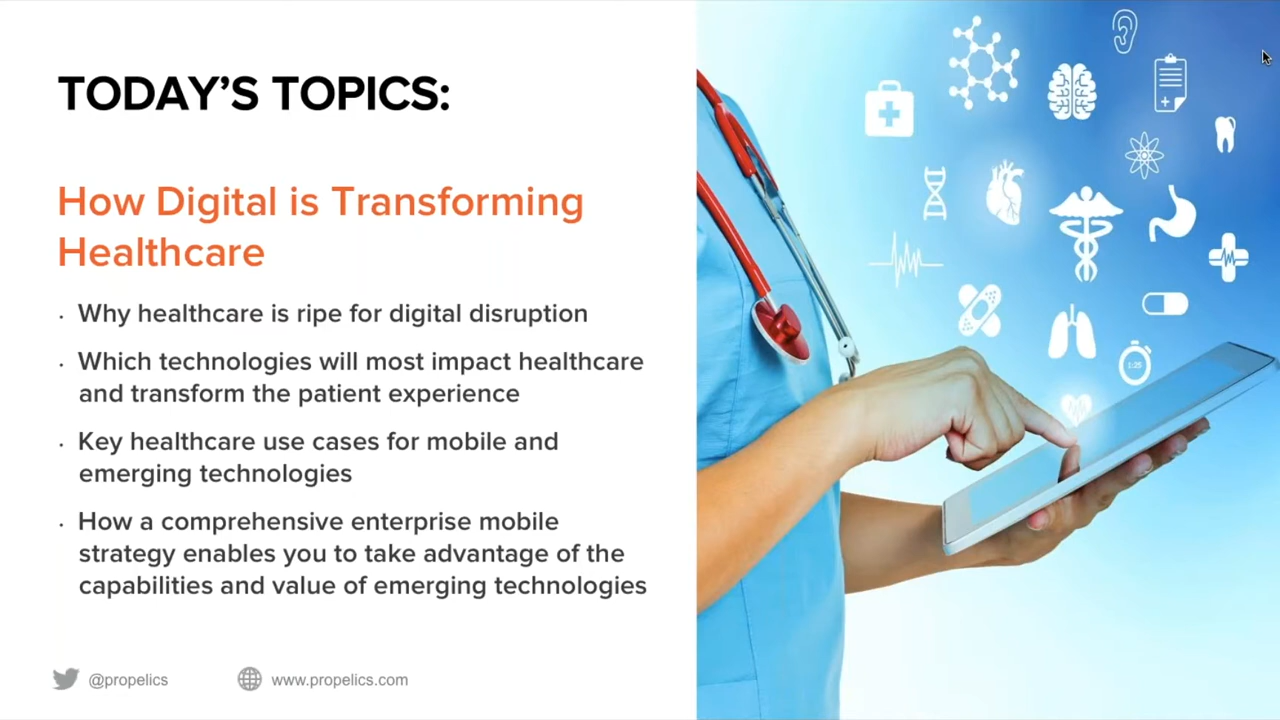 TODAY’S TOPICS:
How Digital is Transforming
Healthcare
· Why healthcare is ripe for digital disruption
· Which technologies will most impact healthcare
and transform the patient experience
· Key healthcare use cases for mobile and
emerging technologies
· How a comprehensive enterprise mobile
strategy enables you to take advantage of the
capabilities and value of emerging technologies
@propelics
www.propelics.com
1:25